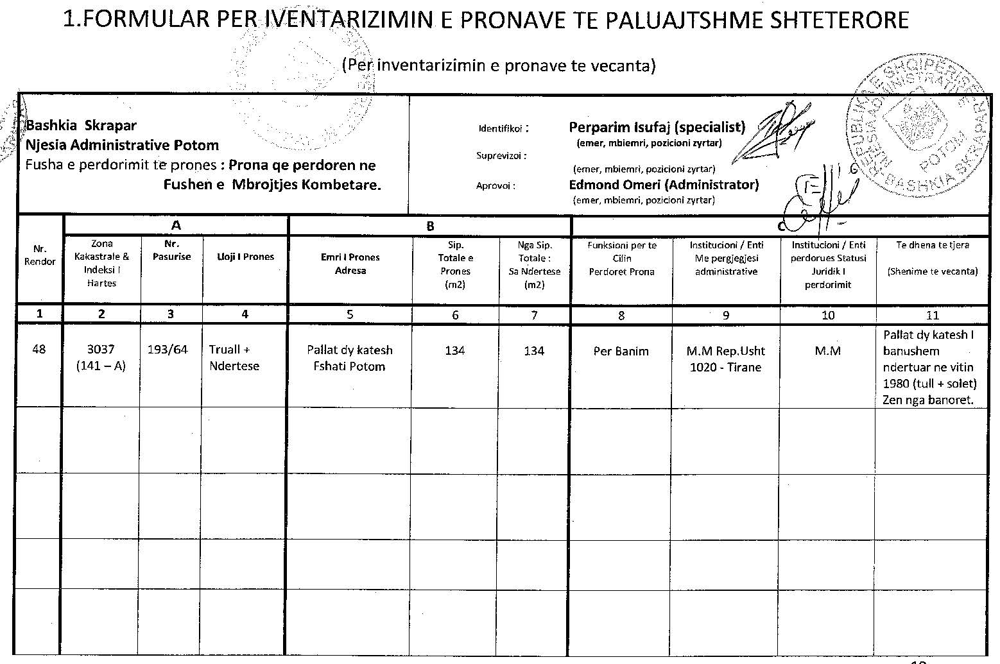 1.FORMULAR PER IVENTARIZIMIN E PRONAVE TE PALUAJTSHME SHTETERORE
(Per inventarizimin e pronave te vecanta)
Bashkia Skrapar
Njesia Administrative Potom
Fusha e perdorimit te prones : Prona qe perdoren ne
Fushen e Mbrojtjes Kombetare.
Identifikoi : Perparim Isufaj (specialist)
(emer, mbiemri, pozicioni zyrtar)
Suprevizoi :
(emer, mbiemri, pozicioni zyrtar)
Aprovoi : Edmond Omeri (Administrator)
(emer, mbiemri, pozicioni zyrtar)
REPUBLIKA E SHQIPERISE
NJESIA ADMINISTRATIVE
POTOM
BASHKIA SKRAPAR
A B C
Nr.
Rendor
Zona
Kakastrale &
Indeksi I
Hartes
Nr.
Pasurise
Lloji I Prones
Emri I Prones
Adresa
Sip.
Totale e
Prones
(m2)
Nga Sip.
Totale :
Sa Ndertese
(m2)
Funksioni per te
Cilin
Perdoret Prona
Institucioni / Enti
Me pergjegjesi
administrative
Institucioni / Enti
perdorues Statusi
Juridik I
perdorimit
Te dhena te tjera
(Shenime te vecanta)
1 2 3 4 5 6 7 8 9 10 11
48
3037
(141 – A)
193/64
Truall +
Ndertese
Pallat dy katesh
Fshati Potom
134
134
Per Banim
M.M Rep.Usht
1020 - Tirane
M.M
Pallat dy katesh I
banushem
ndertuar ne vitin
1980 (tull + solet)
Zen nga banoret.